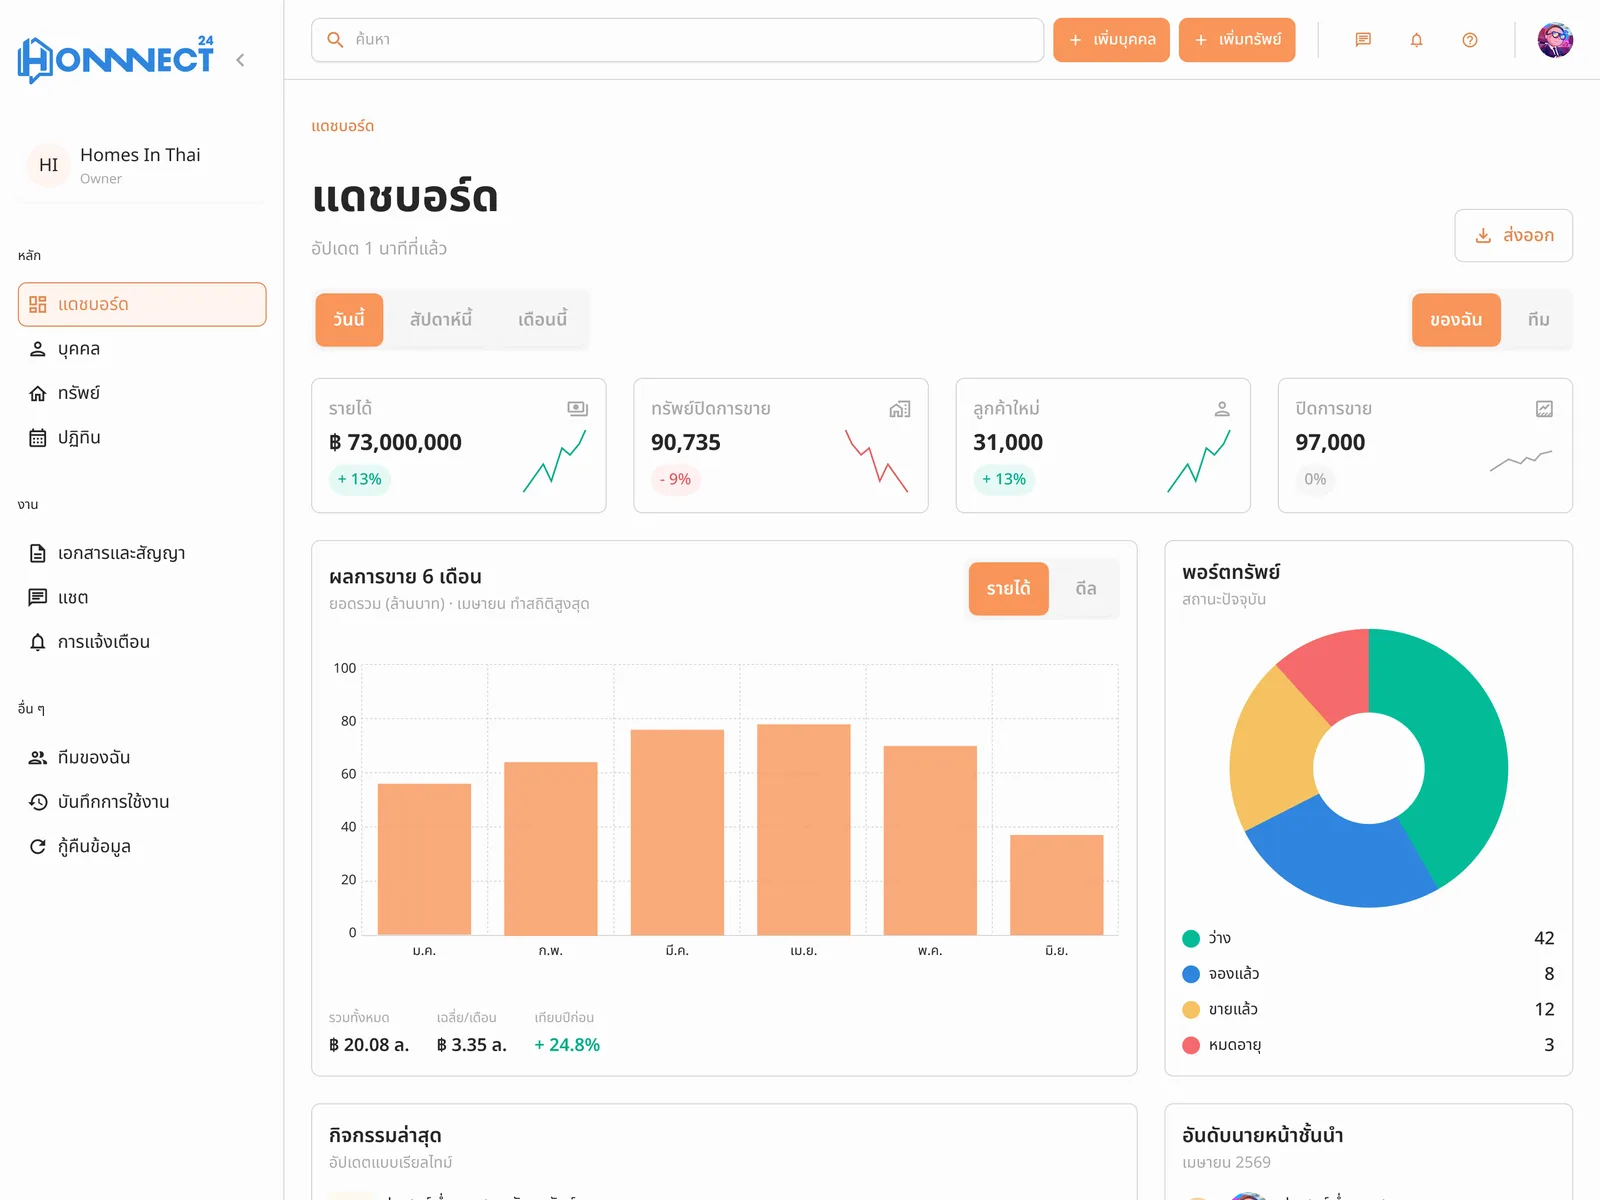 HONNNECT 24
HI
Homes In Thai
Owner
หลัก
แดชบอร์ด
บุคคล
ทรัพย์
ปฏิทิน
งาน
เอกสารและสัญญา
แชต
การแจ้งเตือน
อื่น ๆ
ทีมของฉัน
บันทึกการใช้งาน
กู้คืนข้อมูล
ค้นหา
+ เพิ่มบุคคล
+ เพิ่มทรัพย์
แดชบอร์ด
แดชบอร์ด
อัปเดต 1 นาทีที่แล้ว
ส่งออก
วันนี้ สัปดาห์นี้ เดือนนี้
ของฉัน ทีม
รายได้
฿ 73,000,000
+ 13%
ทรัพย์ปิดการขาย
90,735
- 9%
ลูกค้าใหม่
31,000
+ 13%
ปิดการขาย
97,000
0%
ผลการขาย 6 เดือน
ยอดรวม (ล้านบาท) · เมษายน ทำสถิติสูงสุด
รายได้ ดีล
100
80
60
40
20
0
ม.ค. ก.พ. มี.ค. เม.ย. พ.ค. มิ.ย.
รวมทั้งหมด
฿ 20.08 ล.
เฉลี่ย/เดือน
฿ 3.35 ล.
เทียบปีก่อน
+ 24.8%
พอร์ตทรัพย์
สถานะปัจจุบัน
ว่าง 42
จองแล้ว 8
ขายแล้ว 12
หมดอายุ 3
กิจกรรมล่าสุด
อัปเดตแบบเรียลไทม์
อันดับนายหน้าชั้นนำ
เมษายน 2569